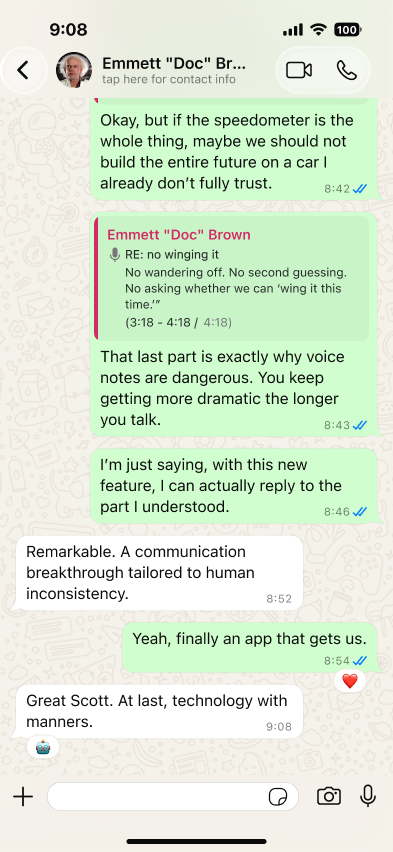 9:08
100
Emmett "Doc" Br...
tap here for contact info
Okay, but if the speedometer is the
whole thing, maybe we should not
build the entire future on a car I
already don’t fully trust.
8:42
Emmett "Doc" Brown
RE: no winging it
No wandering off. No second guessing.
No asking whether we can ‘wing it this
time.’”
(3:18 - 4:18 / 4:18)
That last part is exactly why voice
notes are dangerous. You keep
getting more dramatic the longer
you talk.
8:43
I’m just saying, with this new
feature, I can actually reply to the
part I understood.
8:46
Remarkable. A communication
breakthrough tailored to human
inconsistency.
8:52
Yeah, finally an app that gets us.
8:54
Great Scott. At last, technology with
manners.
9:08